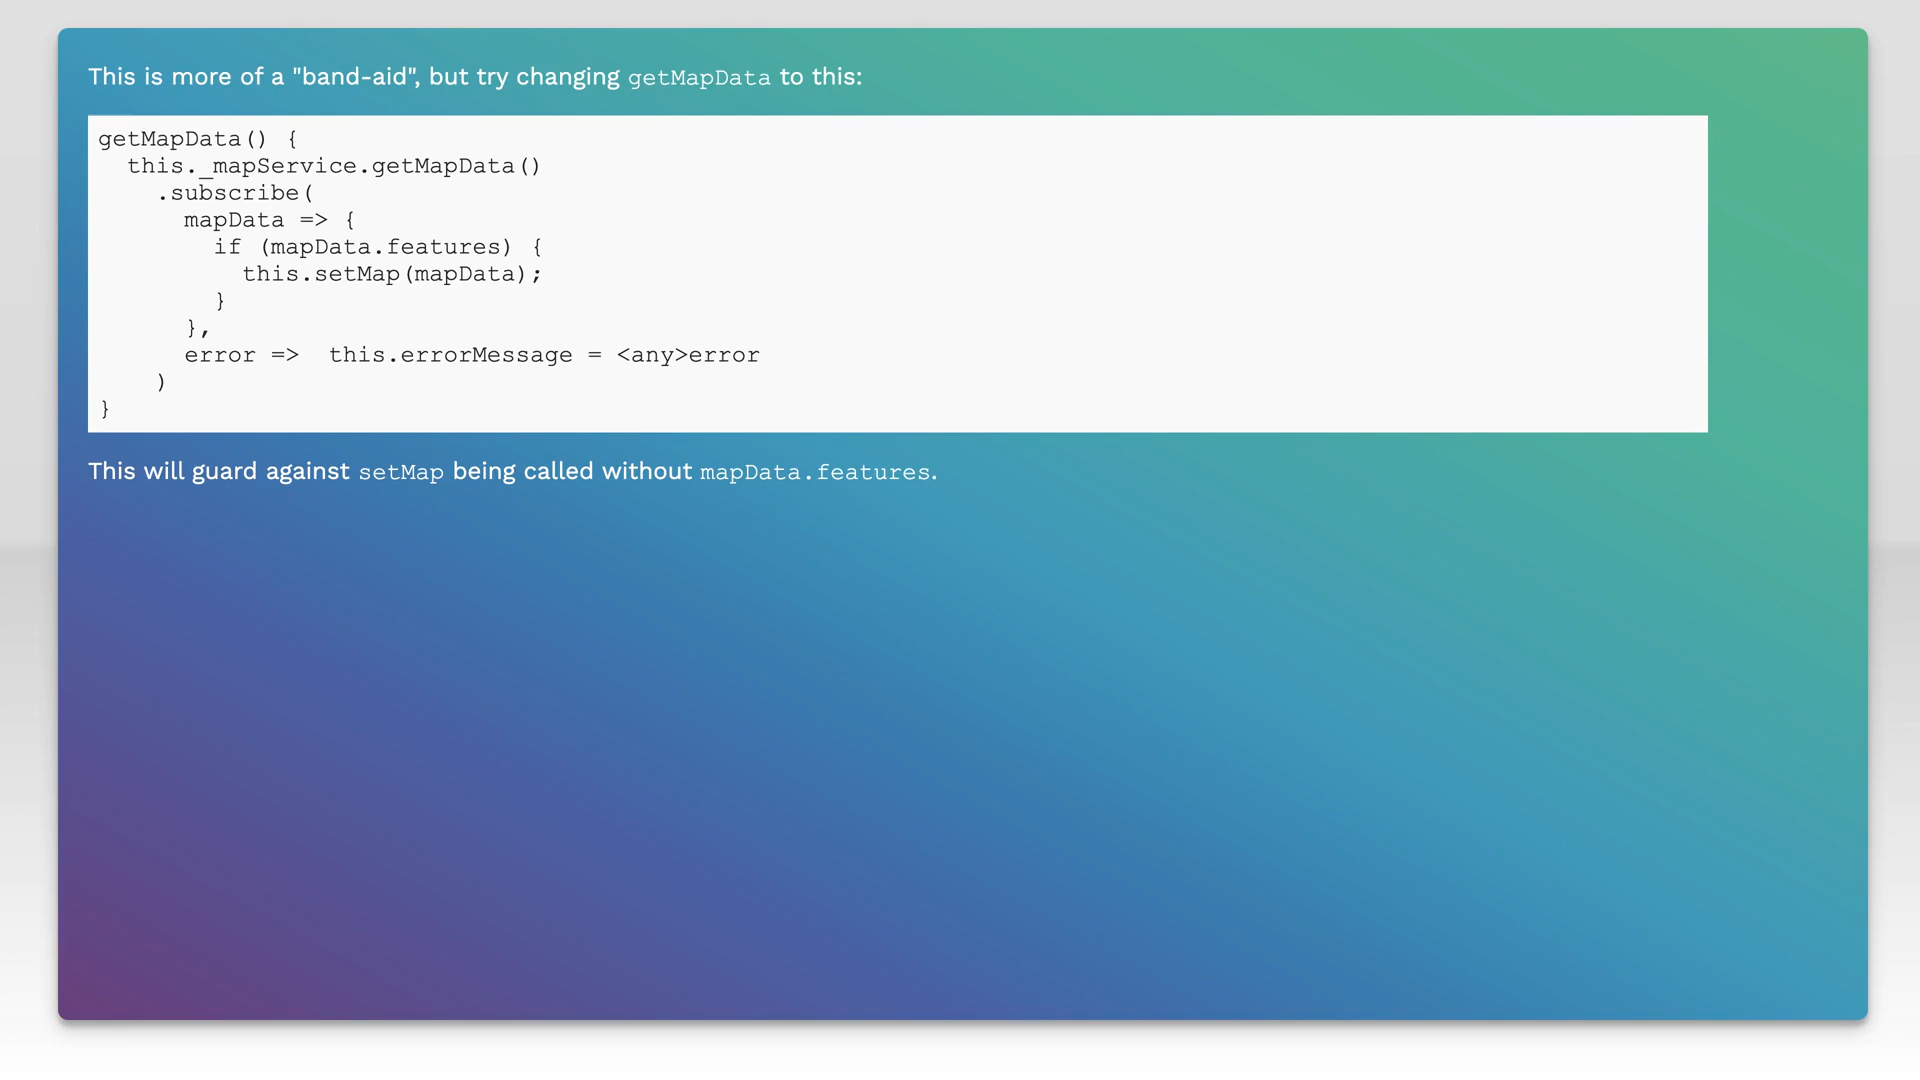 This is more of a "band-aid", but try changing getMapData to this:
getMapData() {
  this._mapService.getMapData()
    .subscribe(
      mapData => {
        if (mapData.features) {
          this.setMap(mapData);
        }
      },
      error =>  this.errorMessage = <any>error
    )
}
This will guard against setMap being called without mapData.features.